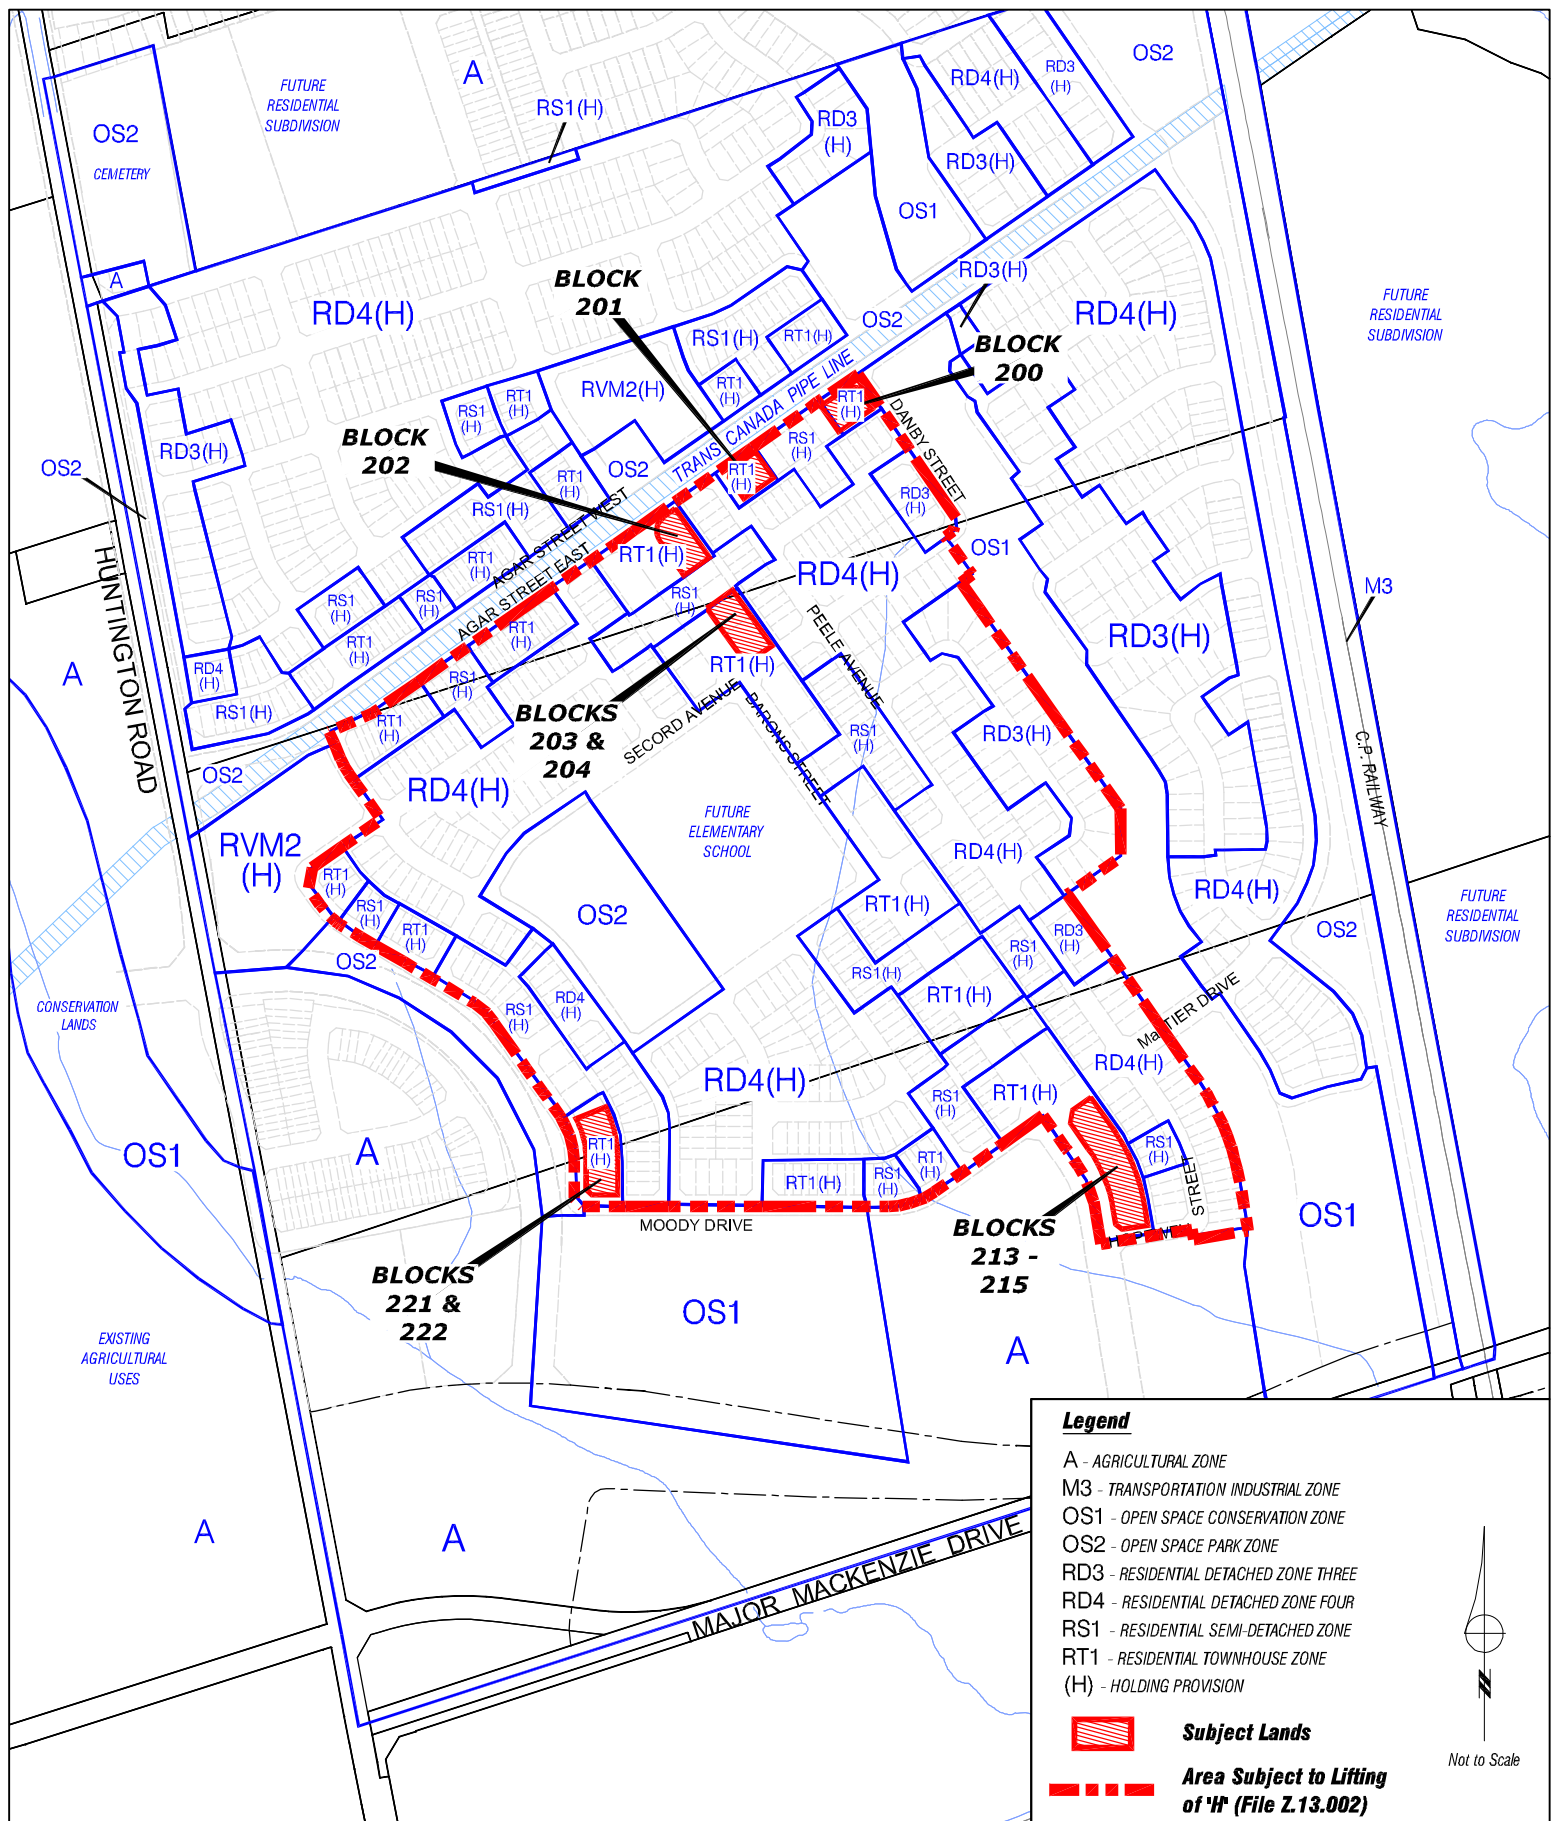 OS2
CEMETERY
FUTURE
RESIDENTIAL
SUBDIVISION
A
RS1(H)
RD3
(H)
RD4(H)
RD3
(H)
OS2
RD3(H)
OS1
A
RD4(H)
BLOCK
201
RD3(H)
RD4(H)
FUTURE
RESIDENTIAL
SUBDIVISION
RS1(H)
RT1(H)
OS2
BLOCK
200
RT1
(H)
RVM2(H)
RS1
(H)
RT1
(H)
TRANS CANADA PIPE LINE
RT1
(H)
DANBY STREET
BLOCK
202
RD3(H)
OS2
OS2
RT1
(H)
RS1
(H)
RT1
(H)
RD3
(H)
RS1(H)
AGAR STREET WEST
AGAR STREET EAST
RT1
(H)
RT1(H)
OS1
RD4(H)
M3
HUNTINGTON ROAD
RS1
(H)
RS1
(H)
RS1
(H)
RT1
(H)
RT1
(H)
RD3(H)
PEELE AVENUE
A
RD4
(H)
RS1(H)
RS1
(H)
RT1(H)
BLOCKS
203 &
204
SECOND AVENUE
BARONS STREET
RT1
(H)
RS1
(H)
RD3(H)
C.P. RAILWAY
OS2
RD4(H)
FUTURE
ELEMENTARY
SCHOOL
RVM2
(H)
RD4(H)
RT1
(H)
RS1
(H)
RT1
(H)
OS2
RT1(H)
RD4(H)
OS2
FUTURE
RESIDENTIAL
SUBDIVISION
RD3
(H)
RS1
(H)
OS2
RS1(H)
RT1(H)
CONSERVATION
LANDS
RS1
(H)
RD4
(H)
RD4(H)
RD4(H)
RS1
(H)
RT1(H)
OS1
A
RT1
(H)
RT1(H)
RS1
(H)
RT1
(H)
RS1
(H)
STREET
MOODY DRIVE
BLOCKS
213 -
215
OS1
BLOCKS
221 &
222
OS1
A
EXISTING
AGRICULTURAL
USES
A
A
MAJOR MACKENZIE DRIVE
Legend
A - AGRICULTURAL ZONE
M3 - TRANSPORTATION INDUSTRIAL ZONE
OS1 - OPEN SPACE CONSERVATION ZONE
OS2 - OPEN SPACE PARK ZONE
RD3 - RESIDENTIAL DETACHED ZONE THREE
RD4 - RESIDENTIAL DETACHED ZONE FOUR
RS1 - RESIDENTIAL SEMI-DETACHED ZONE
RT1 - RESIDENTIAL TOWNHOUSE ZONE
(H) - HOLDING PROVISION
Subject Lands
Area Subject to Lifting
of "H" (File Z.13.002)
Not to Scale